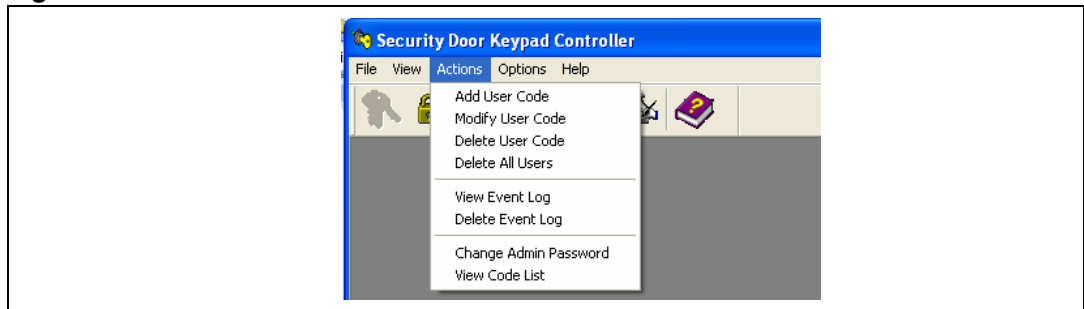 Security Door Keypad Controller
File View Actions Options Help
Add User Code
Modify User Code
Delete User Code
Delete All Users
View Event Log
Delete Event Log
Change Admin Password
View Code List